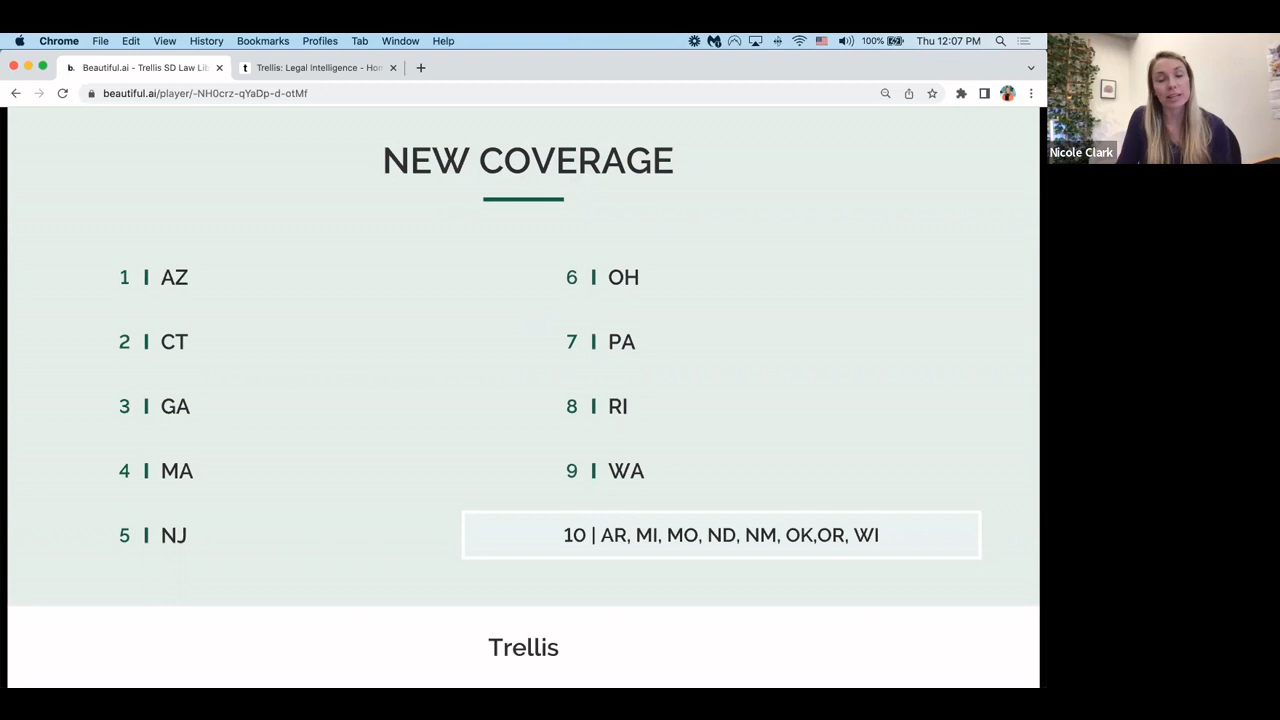 Chrome File Edit View History Bookmarks Profiles Tab Window Help 100% Thu 12:07 PM
b. Beautiful.ai - Trellis SD Law Lib t Trellis: Legal Intelligence - Hom
beautiful.ai/player/-NH0crz-qYaDp-d-otMf
Nicole Clark
NEW COVERAGE
1 | AZ
2 | CT
3 | GA
4 | MA
5 | NJ
6 | OH
7 | PA
8 | RI
9 | WA
10 | AR, MI, MO, ND, NM, OK,OR, WI
Trellis